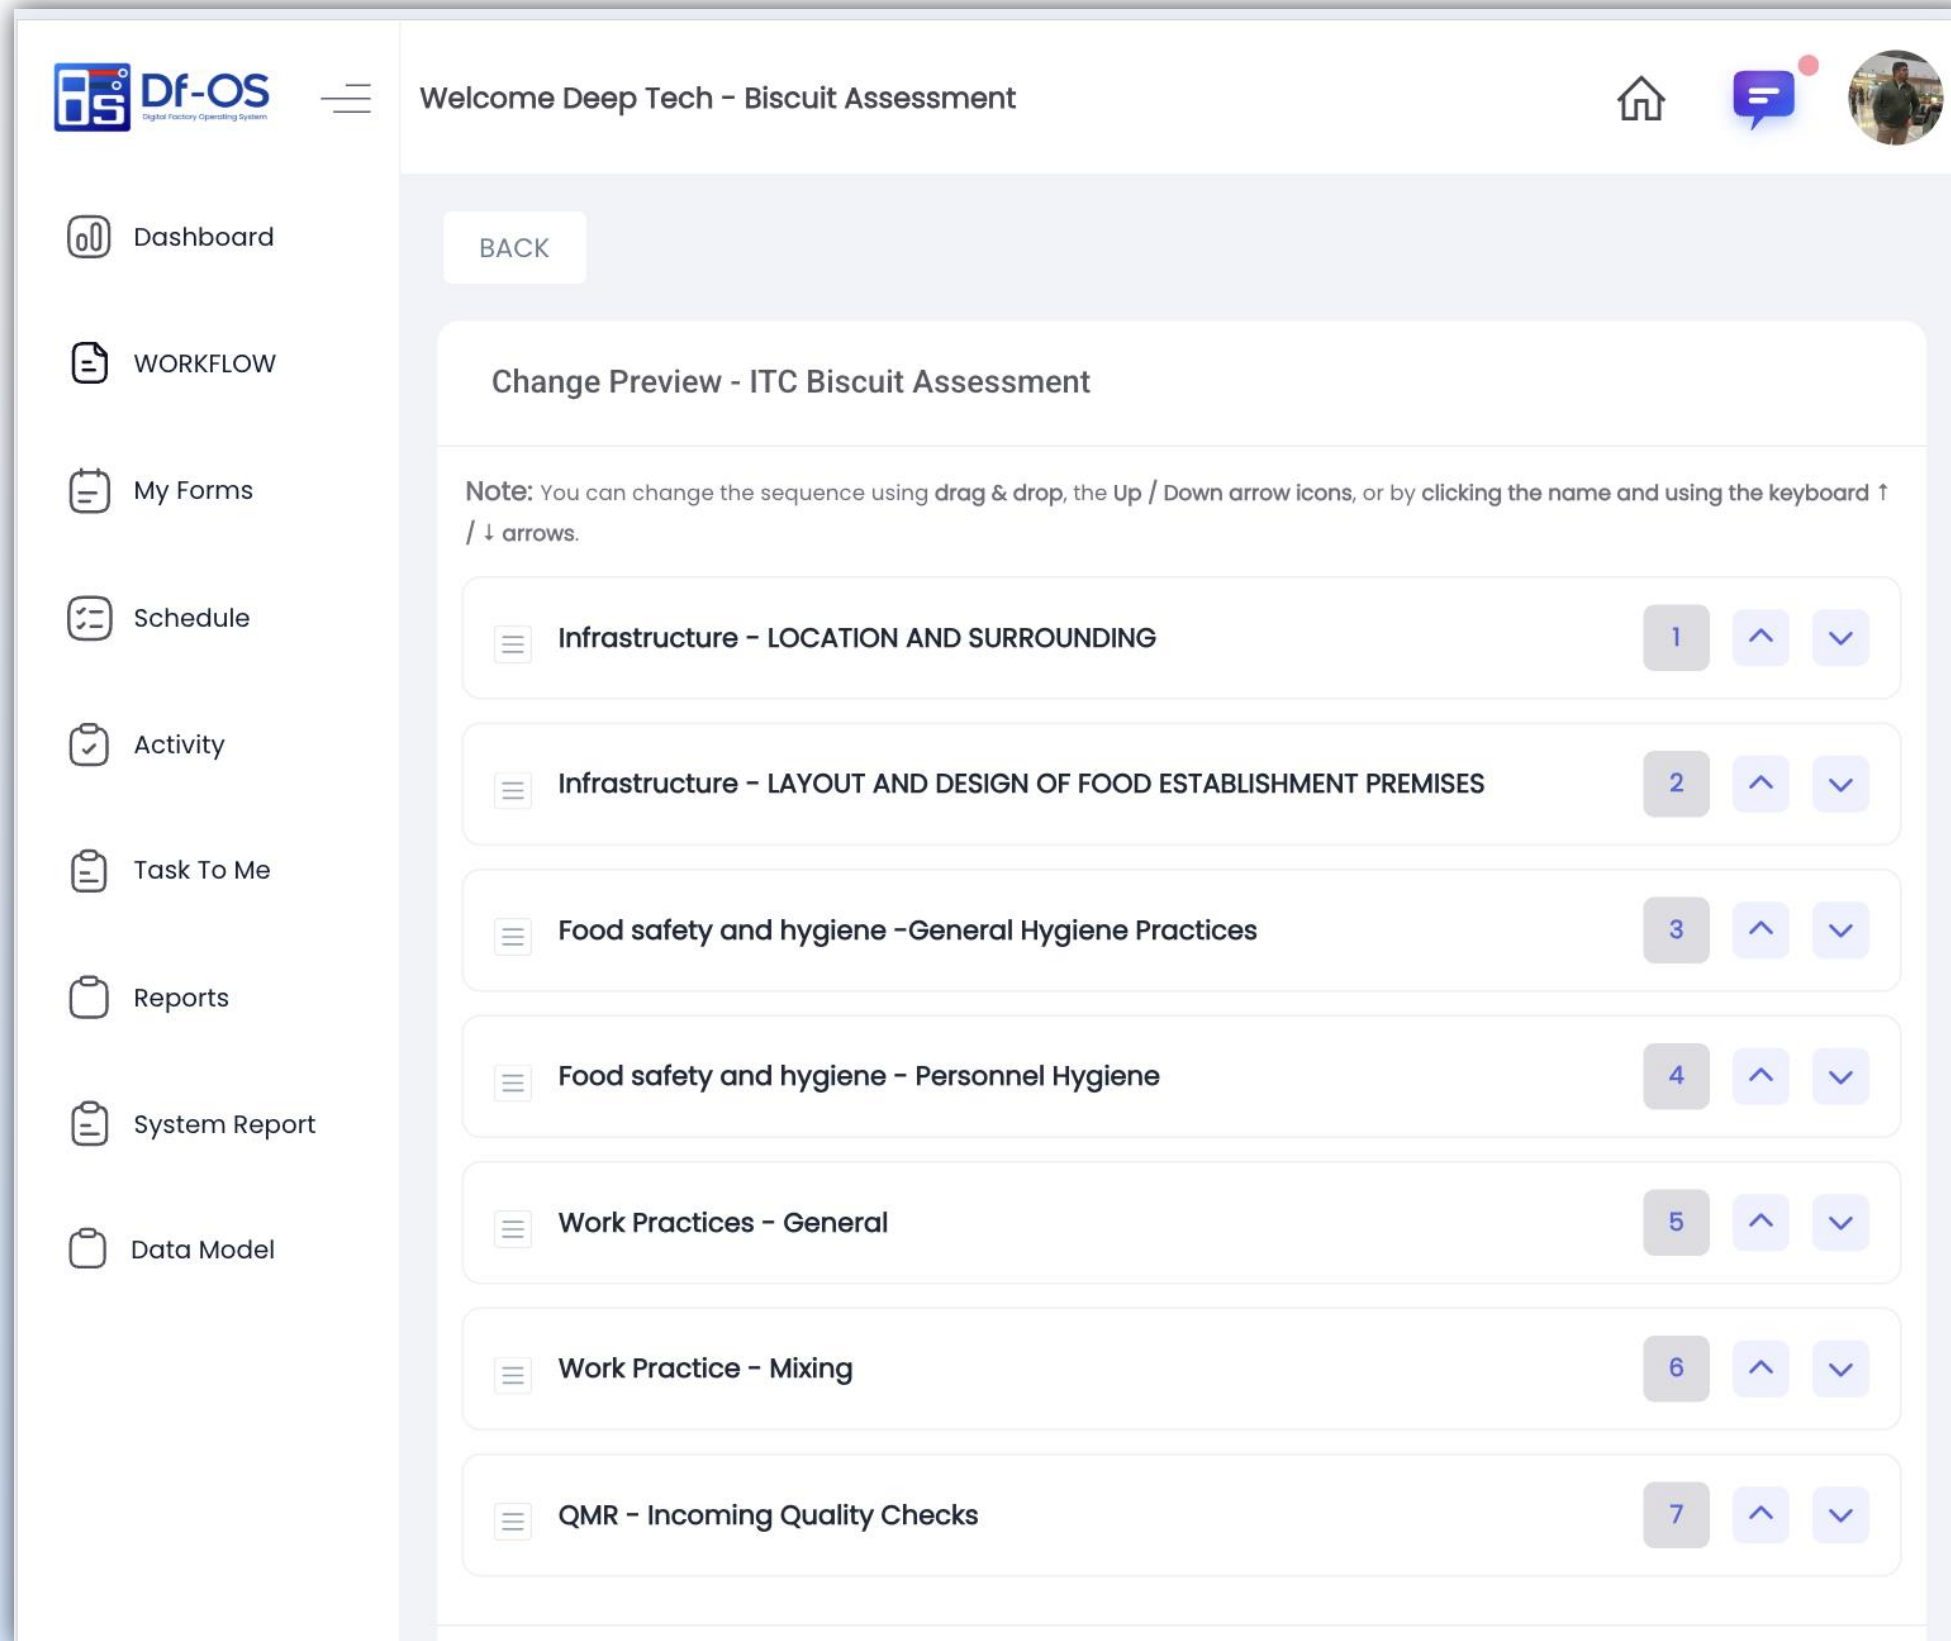 Df-OS
Digital Factory Operating System
Welcome Deep Tech - Biscuit Assessment
Dashboard
WORKFLOW
My Forms
Schedule
Activity
Task To Me
Reports
System Report
Data Model
BACK
Change Preview - ITC Biscuit Assessment
Note: You can change the sequence using drag & drop, the Up / Down arrow icons, or by clicking the name and using the keyboard ↑
/ ↓ arrows.
Infrastructure - LOCATION AND SURROUNDING 1
Infrastructure - LAYOUT AND DESIGN OF FOOD ESTABLISHMENT PREMISES 2
Food safety and hygiene -General Hygiene Practices 3
Food safety and hygiene - Personnel Hygiene 4
Work Practices - General 5
Work Practice - Mixing 6
QMR - Incoming Quality Checks 7